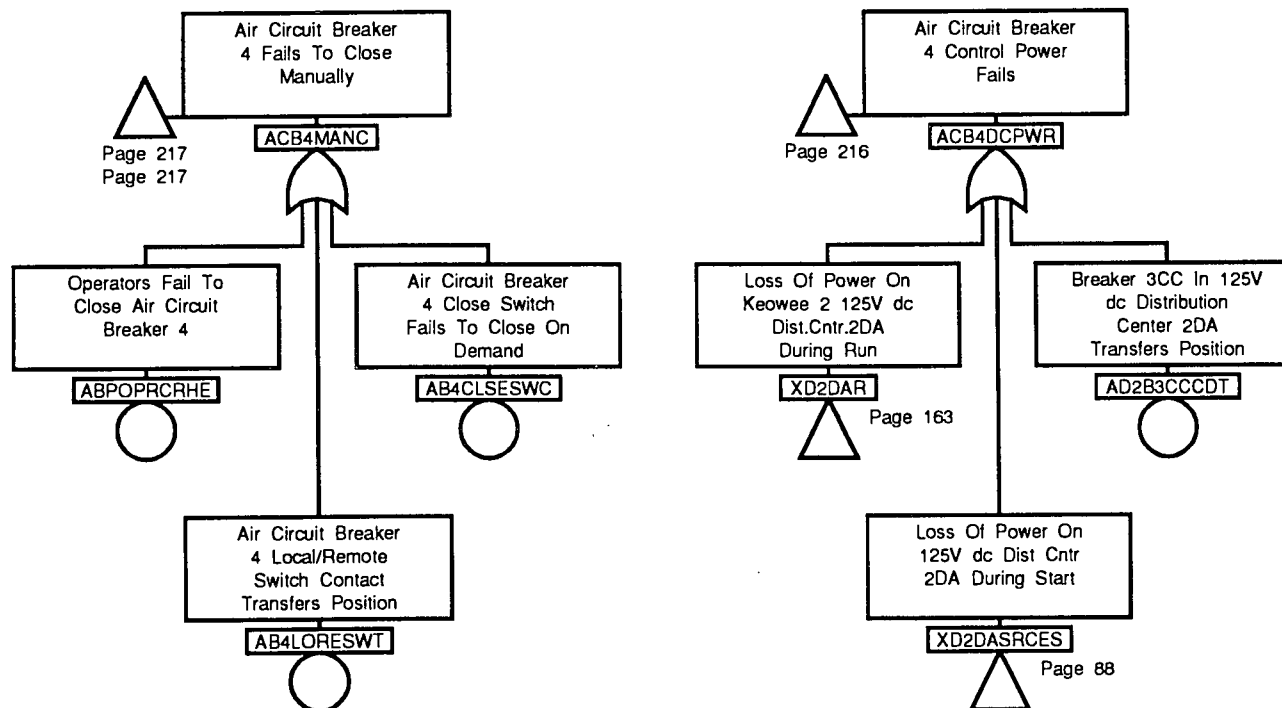 Air Circuit Breaker
4 Fails To Close
Manually
Page 217
Page 217
ACB4MANC
Operators Fail To
Close Air Circuit
Breaker 4
ABPOPRCRHE
Air Circuit Breaker
4 Close Switch
Fails To Close On
Demand
AB4CLSESWC
Air Circuit Breaker
4 Local/Remote
Switch Contact
Transfers Position
AB4LORESWT
Air Circuit Breaker
4 Control Power
Fails
Page 216
ACB4DCPWR
Loss Of Power On
Keowee 2 125V dc
Dist.Cntr.2DA
During Run
XD2DAR
Page 163
Breaker 3CC In 125V
dc Distribution
Center 2DA
Transfers Position
AD2B3CCCDT
Loss Of Power On
125V dc Dist Cntr
2DA During Start
XD2DASRCES
Page 88